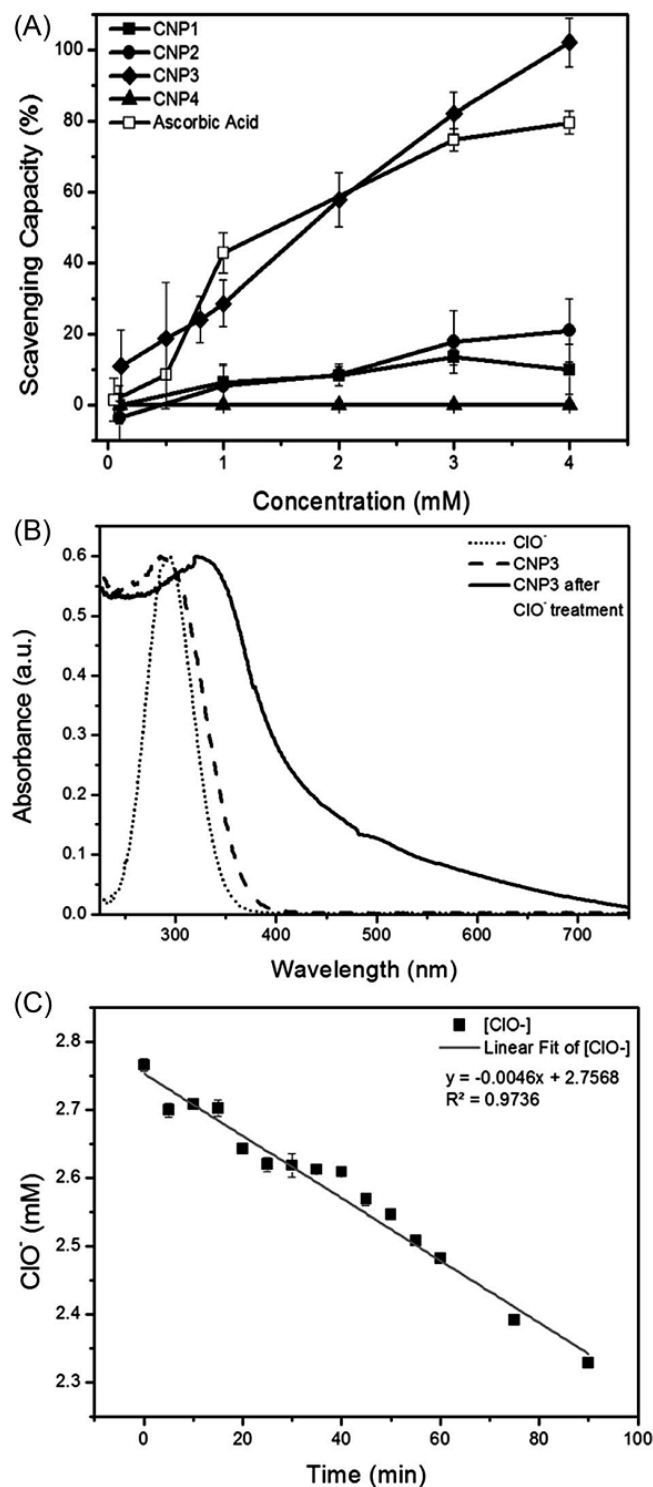 (A)
CNP1
CNP2
CNP3
CNP4
Ascorbic Acid
Scavenging Capacity (%)
100
80
60
40
20
0
0 1 2 3 4
Concentration (mM)
(B)
ClO⁻
CNP3
CNP3 after
ClO⁻ treatment
Absorbance (a.u.)
0.6
0.5
0.4
0.3
0.2
0.1
0.0
300 400 500 600 700
Wavelength (nm)
(C)
[ClO-]
Linear Fit of [ClO-]
y = -0.0046x + 2.7568
R² = 0.9736
ClO⁻ (mM)
2.8
2.7
2.6
2.5
2.4
2.3
0 20 40 60 80 100
Time (min)